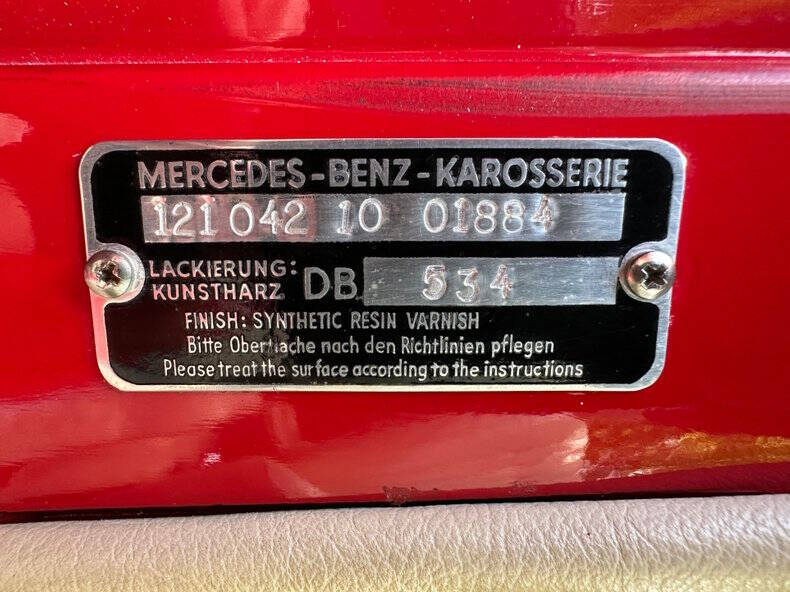 MERCEDES-BENZ-KAROSSERIE
121 042 10 01884
LACKIERUNG: KUNSTHARZ DB 534
FINISH: SYNTHETIC RESIN VARNISH
Bitte Oberflache nach den Richtlinien pflegen
Please treat the surface according to the instructions